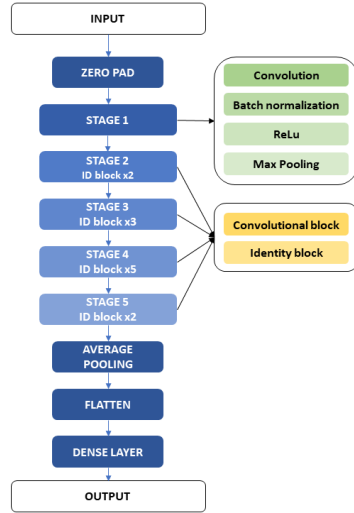 INPUT
ZERO PAD
STAGE 1
STAGE 2
ID block x2
STAGE 3
ID block x3
STAGE 4
ID block x5
STAGE 5
ID block x2
AVERAGE
POOLING
FLATTEN
DENSE LAYER
OUTPUT
Convolution
Batch normalization
ReLu
Max Pooling
Convolutional block
Identity block